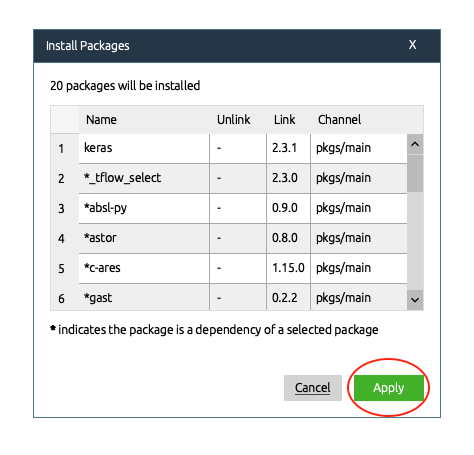 Install Packages X
20 packages will be installed
Name Unlink Link Channel
1 keras - 2.3.1 pkgs/main
2 *_tflow_select - 2.3.0 pkgs/main
3 *absl-py - 0.9.0 pkgs/main
4 *astor - 0.8.0 pkgs/main
5 *c-ares - 1.15.0 pkgs/main
6 *gast - 0.2.2 pkgs/main
* indicates the package is a dependency of a selected package
Cancel Apply